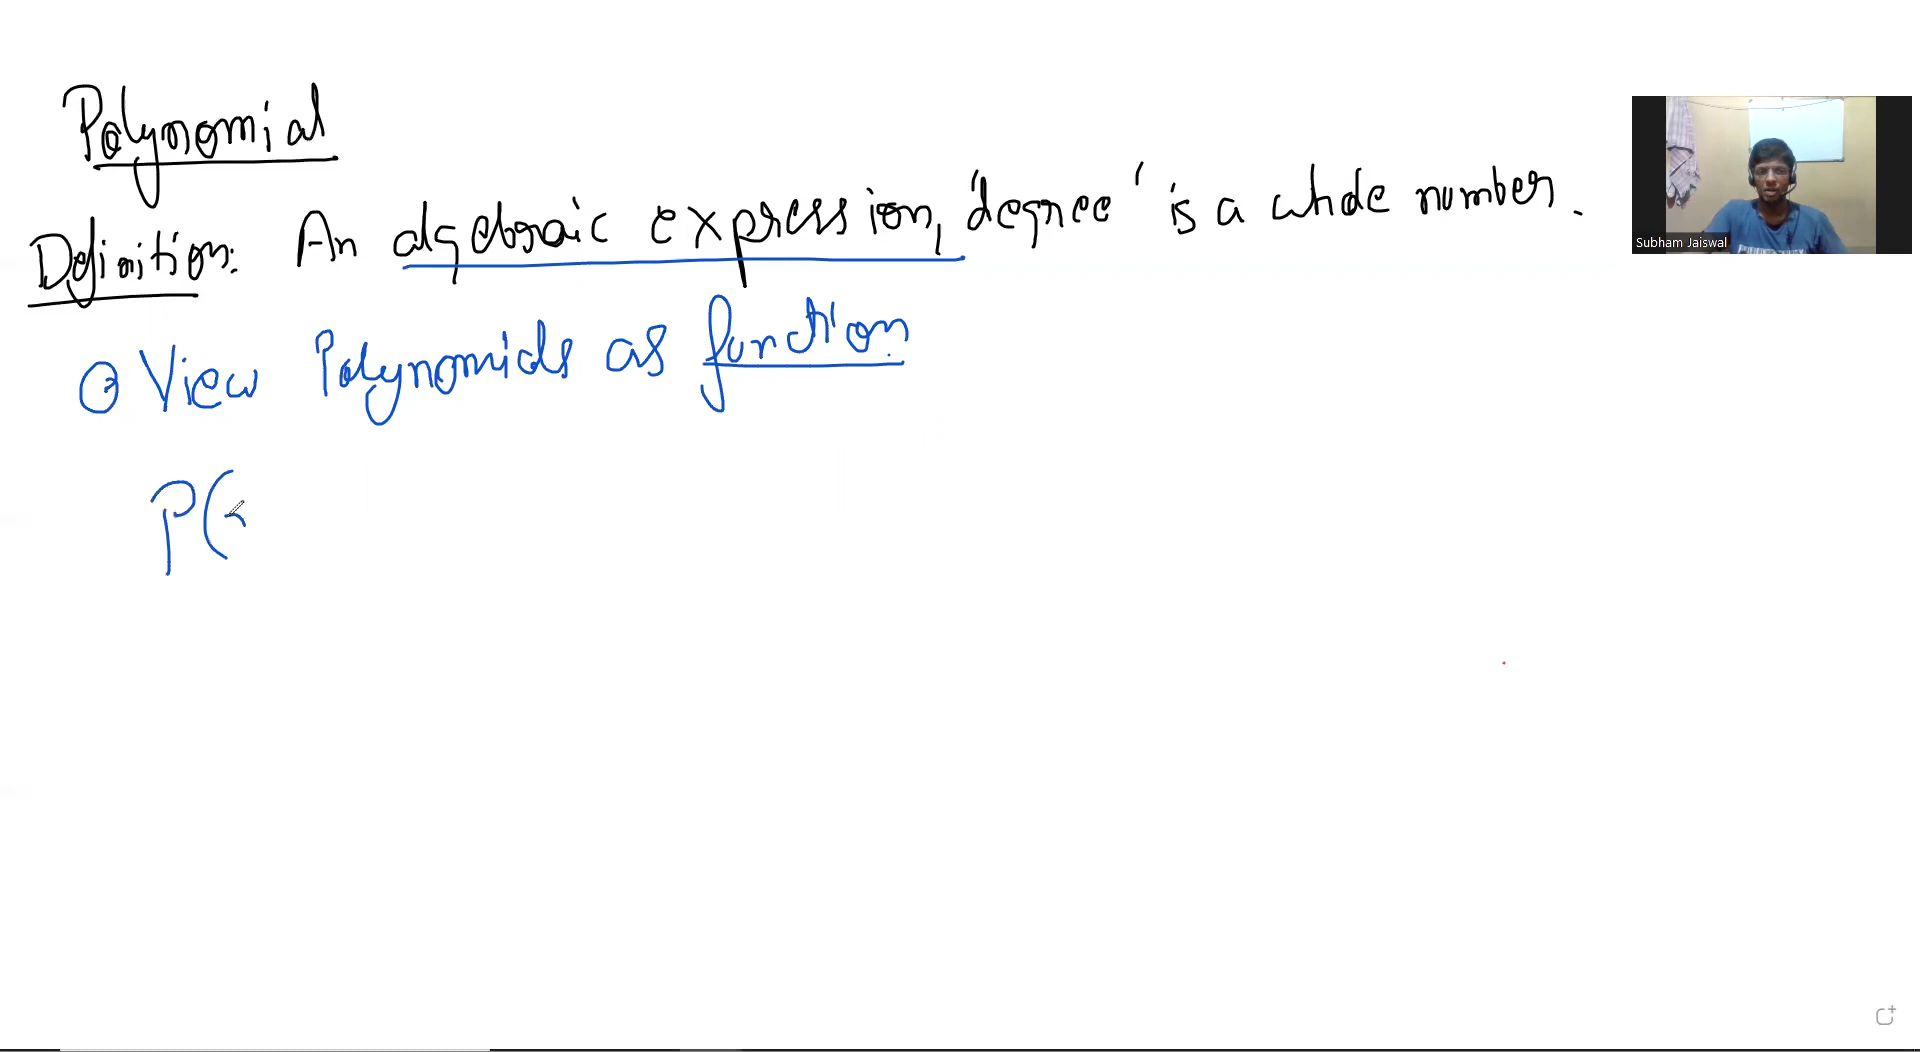 Polynomial
Definition: An algebraic expression, 'degree' is a whole number.
View Polynomials as function
P(
Subham Jaiswal